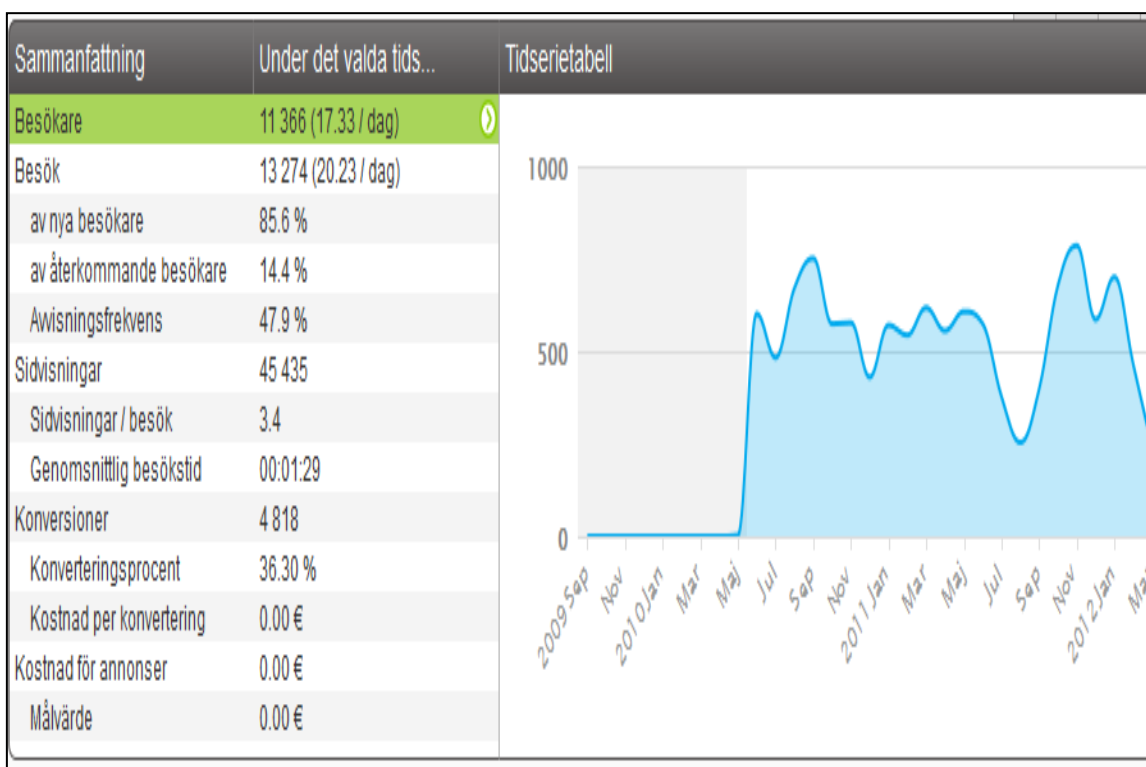 Sammanfattning Under det valda tids... Tidserietabell
Besökare 11 366 (17.33 / dag)
Besök 13 274 (20.23 / dag)
av nya besökare 85.6 %
av återkommande besökare 14.4 %
Avvisningsfrekvens 47.9 %
Sidvisningar 45 435
Sidvisningar / besök 3.4
Genomsnittlig besökstid 00:01:29
Konversioner 4 818
Konverteringsprocent 36.30 %
Kostnad per konvertering 0.00 €
Kostnad för annonser 0.00 €
Målvärde 0.00 €
1000
500
0
2009 Sep Nov 2010 Jan Mar Maj Jul Sep Nov 2011 Jan Mar Maj Jul Sep Nov 2012 Jan